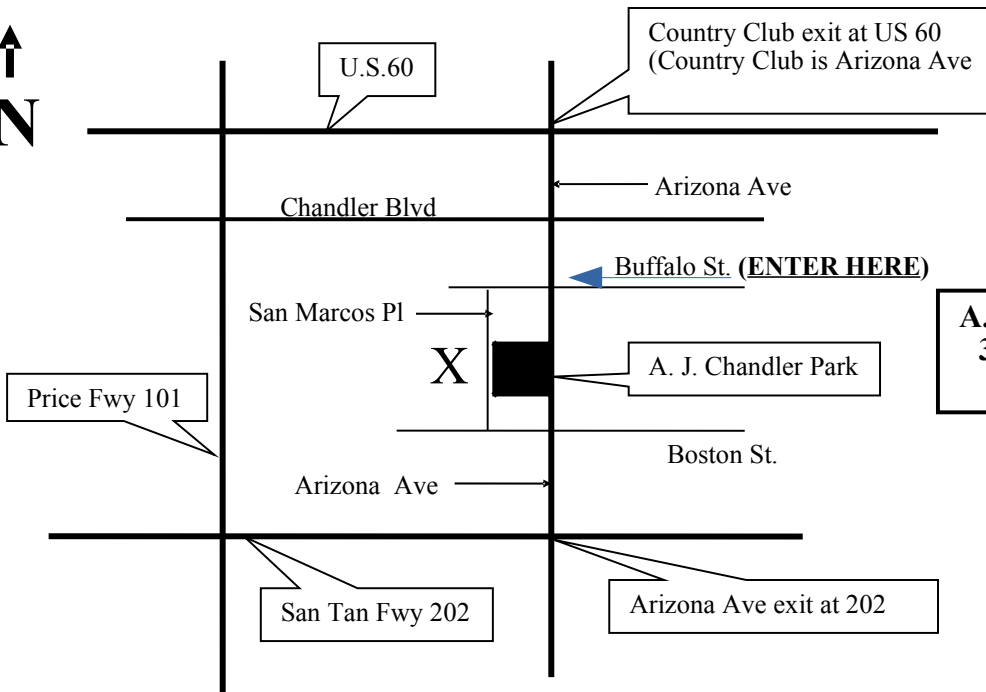 Country Club exit at US 60
(Country Club is Arizona Ave
U.S.60
N
Arizona Ave
Chandler Blvd
Buffalo St. (ENTER HERE)
San Marcos Pl
A.
3
X
A. J. Chandler Park
Price Fwy 101
Boston St.
Arizona Ave
San Tan Fwy 202
Arizona Ave exit at 202